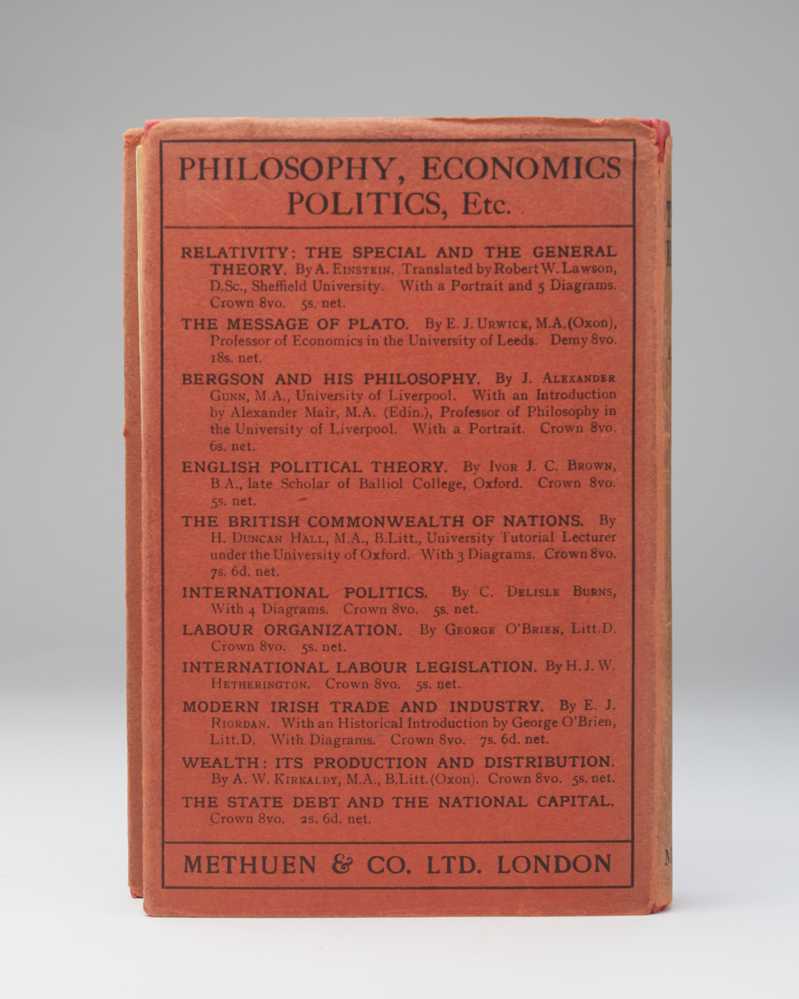 PHILOSOPHY, ECONOMICS
POLITICS, Etc.
RELATIVITY: THE SPECIAL AND THE GENERAL
THEORY. By A. EINSTEIN. Translated by Robert W. Lawson,
D.Sc., Sheffield University. With a Portrait and 5 Diagrams.
Crown 8vo. 5s. net.
THE MESSAGE OF PLATO. By E. J. URWICK, M.A.(Oxon),
Professor of Economics in the University of Leeds. Demy 8vo.
18s. net.
BERGSON AND HIS PHILOSOPHY. By J. ALEXANDER
GUNN, M.A., University of Liverpool. With an Introduction
by Alexander Mair, M.A. (Edin.), Professor of Philosophy in
the University of Liverpool. With a Portrait. Crown 8vo.
6s. net.
ENGLISH POLITICAL THEORY. By IVOR J. C. BROWN,
B.A., late Scholar of Balliol College, Oxford. Crown 8vo.
5s. net.
THE BRITISH COMMONWEALTH OF NATIONS. By
H. DUNCAN HALL, M.A., B.Litt., University Tutorial Lecturer
under the University of Oxford. With 3 Diagrams. Crown 8vo.
7s. 6d. net.
INTERNATIONAL POLITICS. By C. DELISLE BURNS,
With 4 Diagrams. Crown 8vo. 5s. net.
LABOUR ORGANIZATION. By GEORGE O'BRIEN, Litt.D.
Crown 8vo. 5s. net.
INTERNATIONAL LABOUR LEGISLATION. By H. J. W.
HETHERINGTON. Crown 8vo. 5s. net.
MODERN IRISH TRADE AND INDUSTRY. By E. J.
RIORDAN. With an Historical Introduction by George O'Brien,
Litt.D. With Diagrams. Crown 8vo. 7s. 6d. net.
WEALTH: ITS PRODUCTION AND DISTRIBUTION.
By A. W. KIRKALDY, M.A., B.Litt.(Oxon). Crown 8vo. 5s. net.
THE STATE DEBT AND THE NATIONAL CAPITAL.
Crown 8vo. 2s. 6d. net.
METHUEN & CO. LTD. LONDON